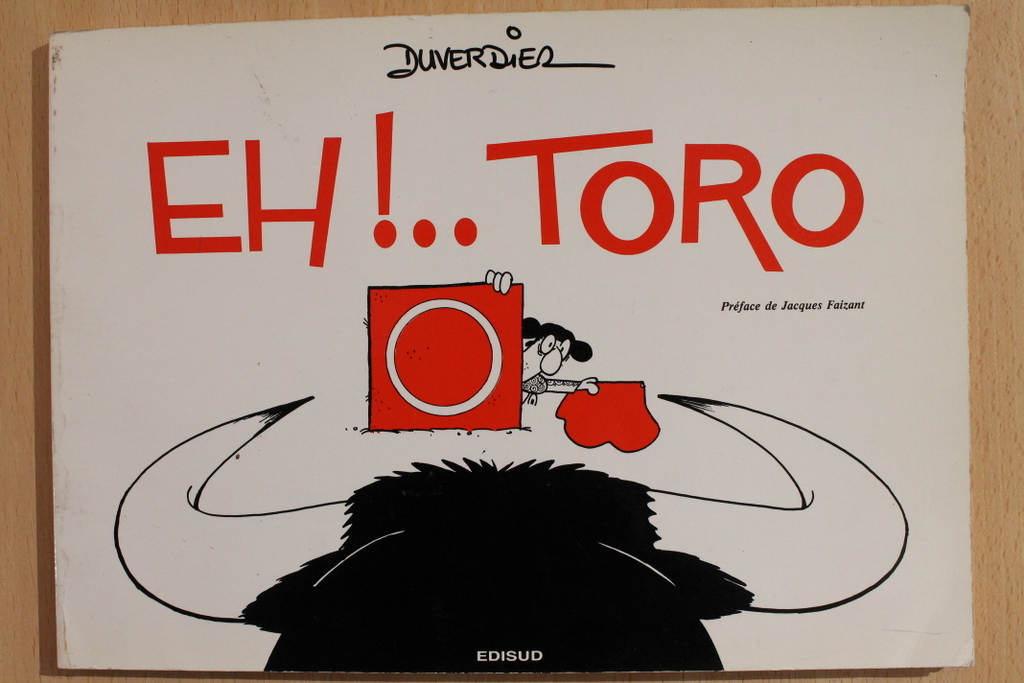 DUVERDIER
EH!... TORO
Préface de Jacques Faizant
EDISUD